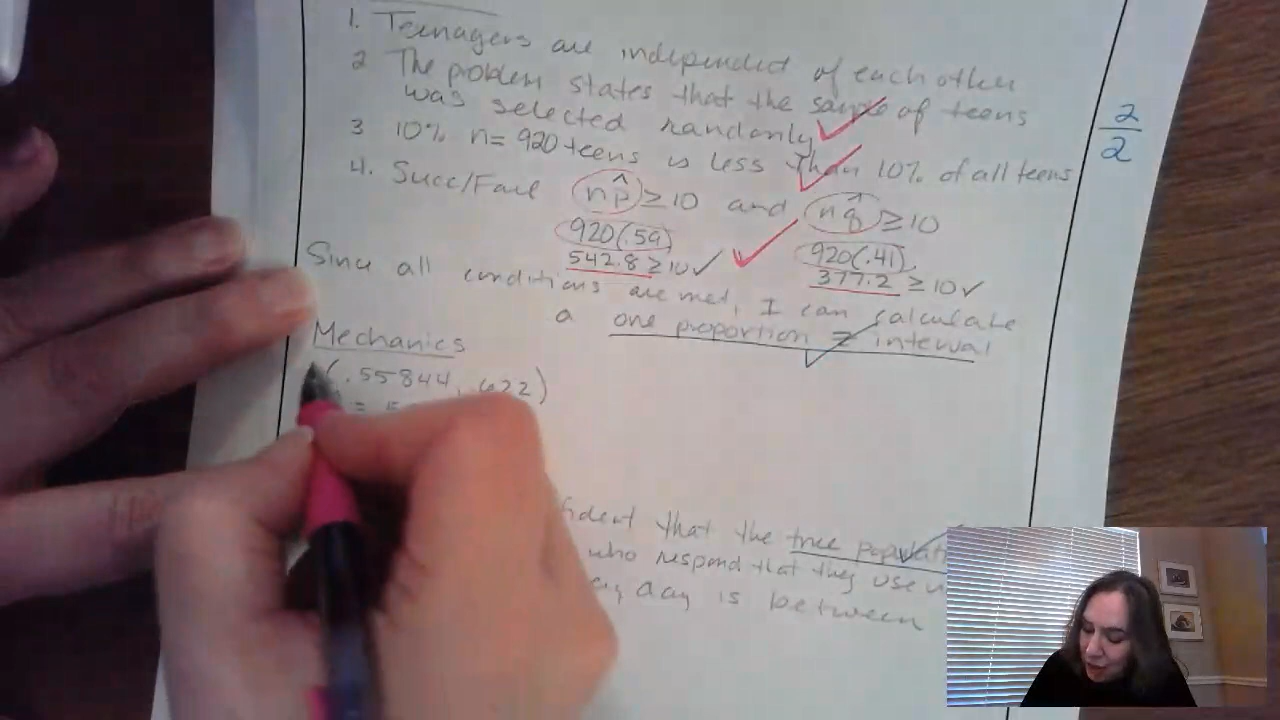 1. Teenagers are independent of each other
2 The problem states that the sample of teens
was selected randomly
3 10% n= 920 teens is less than 10% of all teens
4. Succ/Fail np̂ ≥10 and nq̂ ≥10
920(.59) 920(.41)
542.8 ≥10✓ 377.2 ≥10✓
Since all conditions are met, I can calculate
a one proportion z interval
Mechanics
(.55844, .622)
that the true
who respond that they use
day is between
2
2